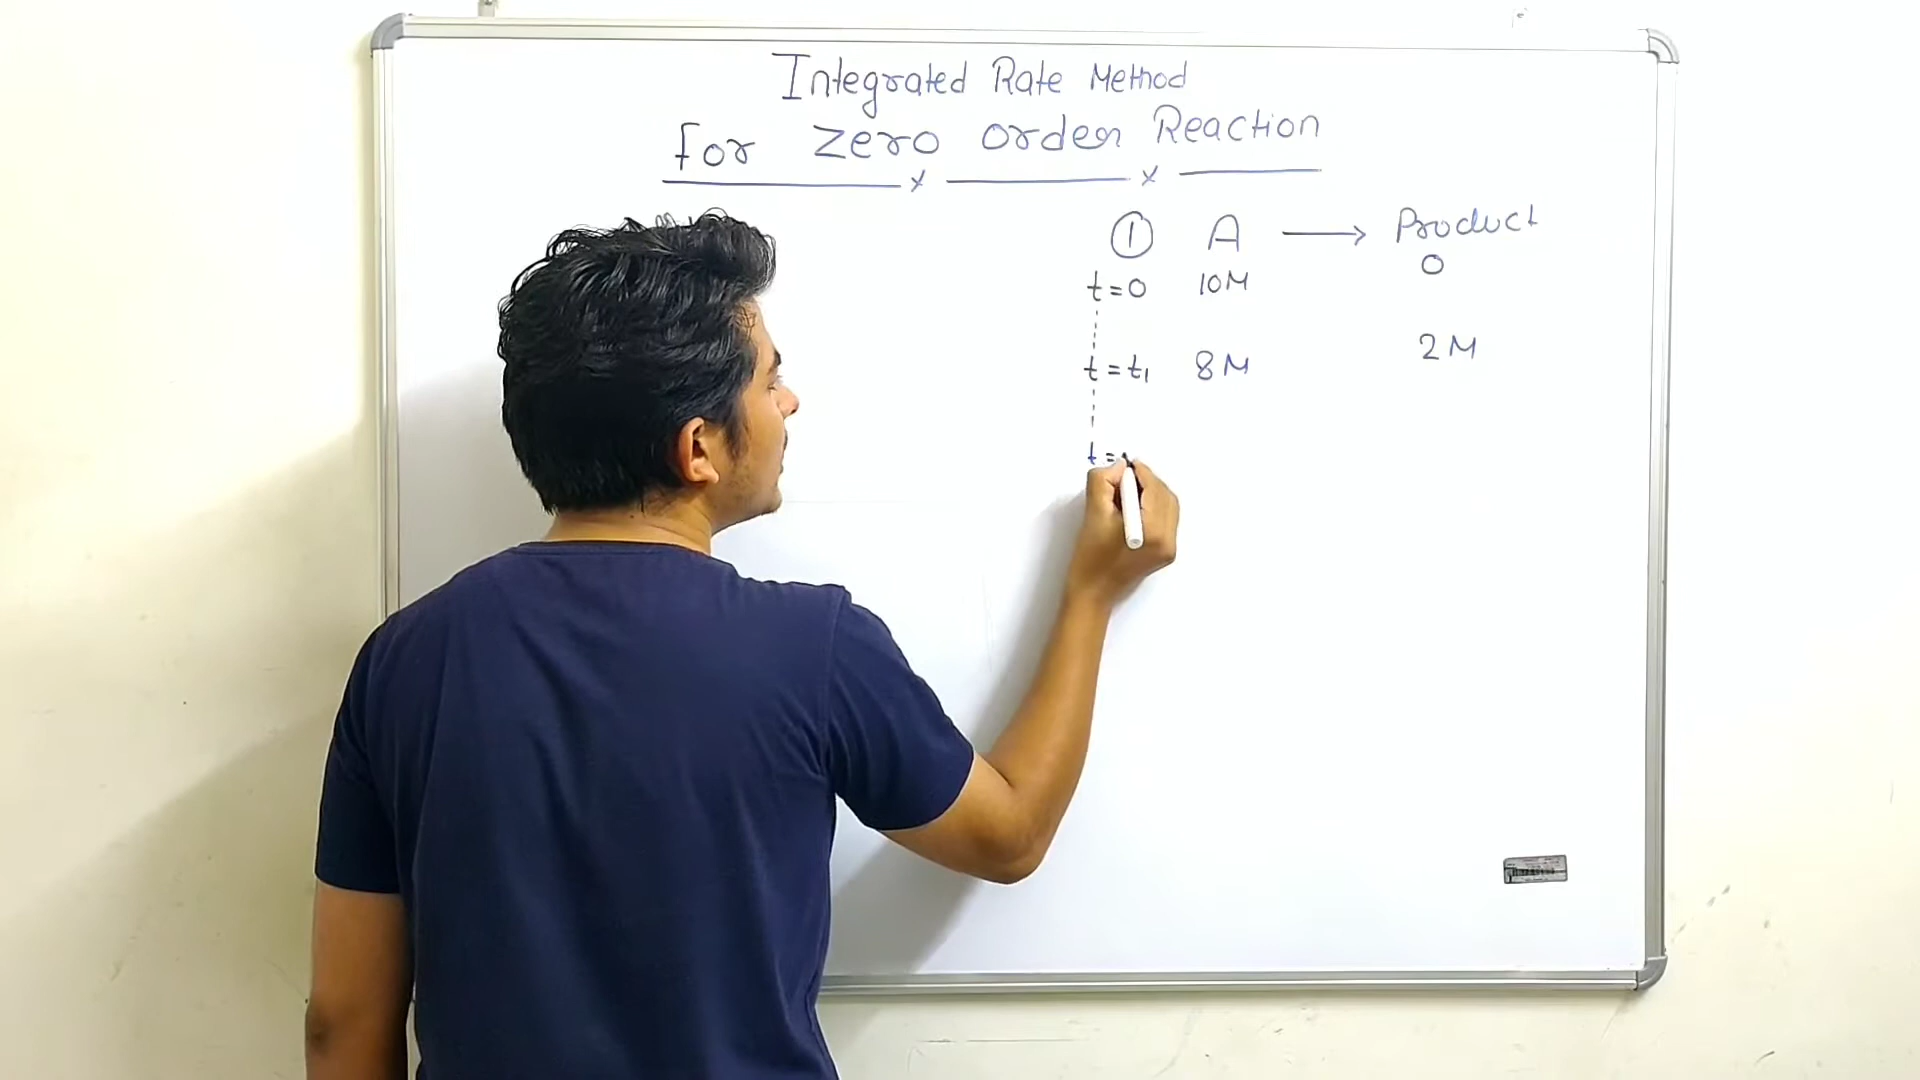 Integrated Rate Method
for zero order Reaction
① A ⟶ Product
t=0 10M 0
t = t₁ 8M 2M
t =